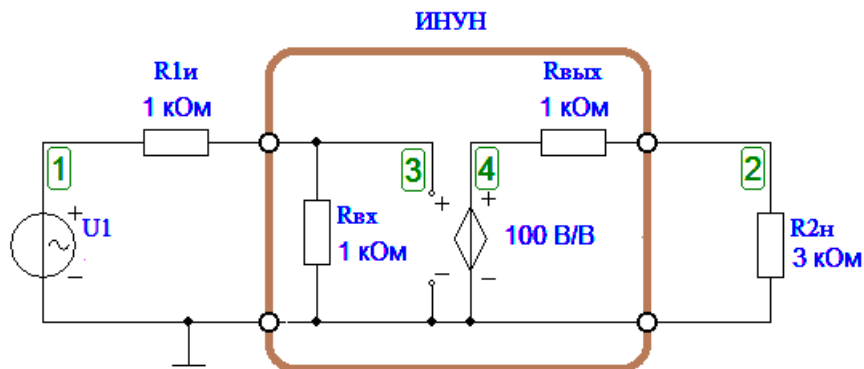 ИНУН
R1и
1 кОм
Rвых
1 кОм
1
3
4
2
+
U1
−
Rвх
1 кОм
+
−
+
100 В/В
−
R2н
3 кОм